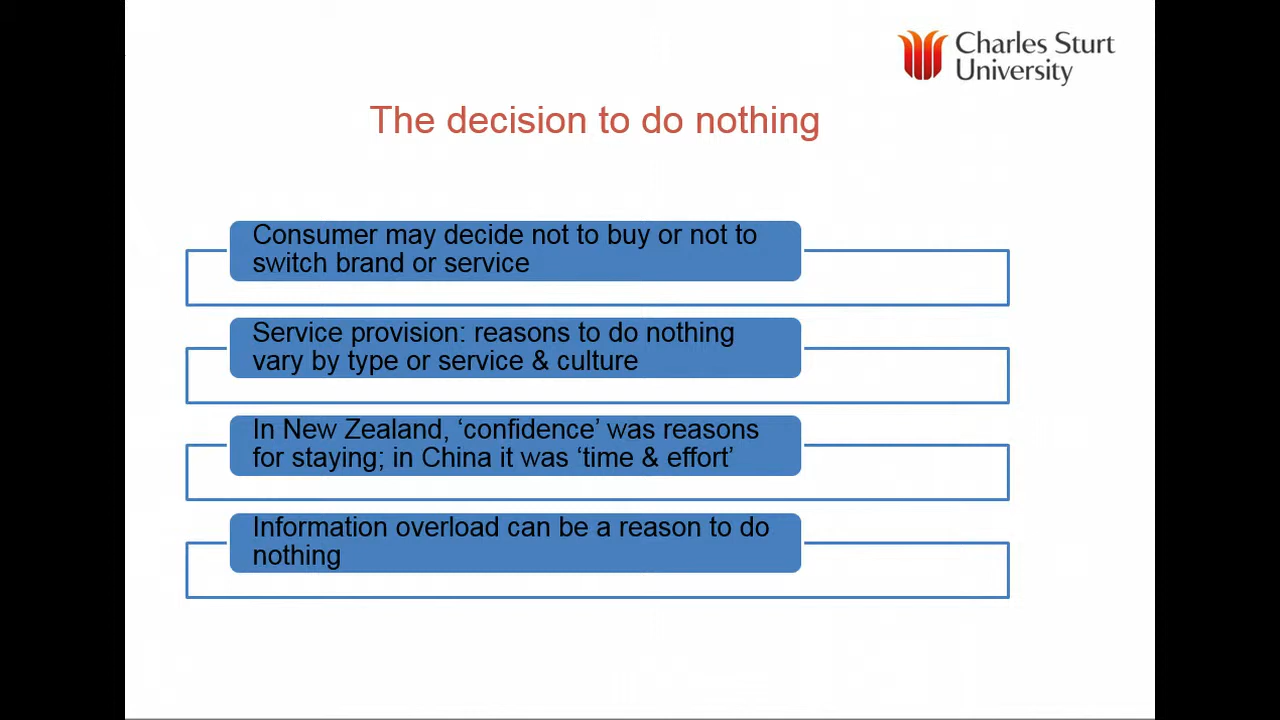 Charles Sturt
University
The decision to do nothing
Consumer may decide not to buy or not to
switch brand or service
Service provision: reasons to do nothing
vary by type or service & culture
In New Zealand, ‘confidence’ was reasons
for staying; in China it was ‘time & effort’
Information overload can be a reason to do
nothing